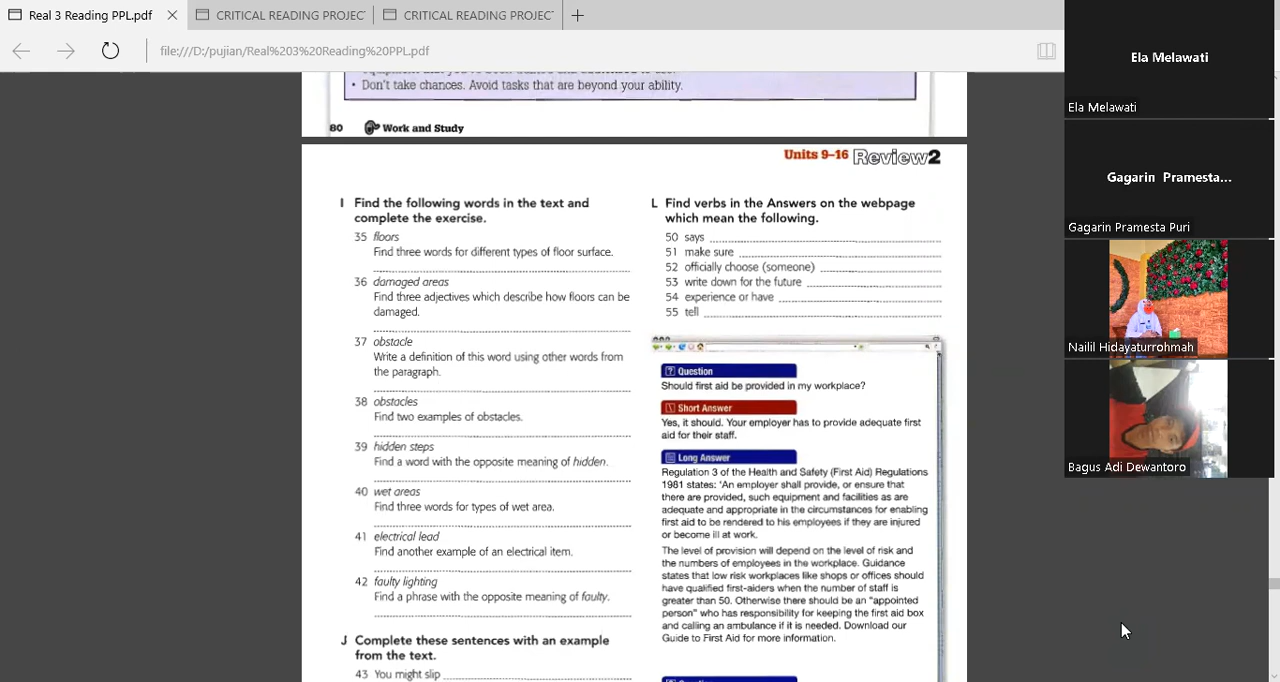 Real 3 Reading PPL.pdf
CRITICAL READING PROJECT
CRITICAL READING PROJECT
file:///D:/pujian/Real%203%20Reading%20PPL.pdf
• Don't take chances. Avoid tasks that are beyond your ability.
80 Work and Study
Units 9–16 Review2
I Find the following words in the text and
complete the exercise.
35 floors
Find three words for different types of floor surface.
36 damaged areas
Find three adjectives which describe how floors can be
damaged.
37 obstacle
Write a definition of this word using other words from
the paragraph.
38 obstacles
Find two examples of obstacles.
39 hidden steps
Find a word with the opposite meaning of hidden.
40 wet areas
Find three words for types of wet area.
41 electrical lead
Find another example of an electrical item.
42 faulty lighting
Find a phrase with the opposite meaning of faulty.
J Complete these sentences with an example
from the text.
43 You might slip
L Find verbs in the Answers on the webpage
which mean the following.
50 says
51 make sure
52 officially choose (someone)
53 write down for the future
54 experience or have
55 tell
? Question
Should first aid be provided in my workplace?
Short Answer
Yes, it should. Your employer has to provide adequate first
aid for their staff.
Long Answer
Regulation 3 of the Health and Safety (First Aid) Regulations
1981 states: 'An employer shall provide, or ensure that
there are provided, such equipment and facilities as are
adequate and appropriate in the circumstances for enabling
first aid to be rendered to his employees if they are injured
or become ill at work.
The level of provision will depend on the level of risk and
the numbers of employees in the workplace. Guidance
states that low risk workplaces like shops or offices should
have qualified first-aiders when the number of staff is
greater than 50. Otherwise there should be an "appointed
person" who has responsibility for keeping the first aid box
and calling an ambulance if it is needed. Download our
Guide to First Aid for more information.
Ela Melawati
Ela Melawati
Gagarin Pramesta...
Gagarin Pramesta Puri
Nailil Hidayaturrohmah
Bagus Adi Dewantoro